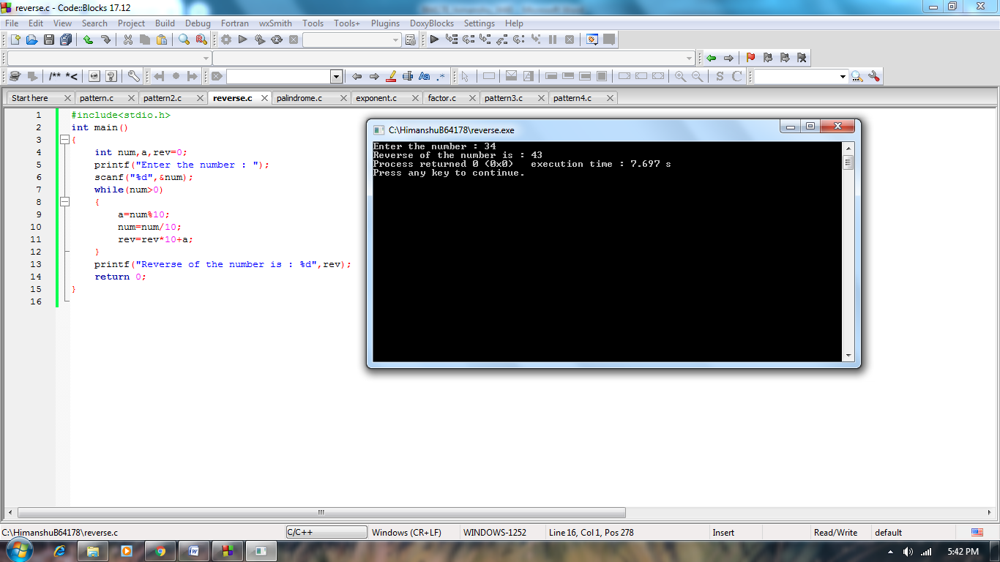 reverse.c - Code::Blocks 17.12
File Edit View Search Project Build Debug Fortran wxSmith Tools Tools+ Plugins DoxyBlocks Settings Help
/** *<
Aa .*
S C
Start here pattern.c pattern2.c reverse.c palindrome.c exponent.c factor.c pattern3.c pattern4.c
1 #include<stdio.h>
2 int main()
3 {
4 int num,a,rev=0;
5 printf("Enter the number : ");
6 scanf("%d",&num);
7 while(num>0)
8 {
9 a=num%10;
10 num=num/10;
11 rev=rev*10+a;
12 }
13 printf("Reverse of the number is : %d",rev);
14 return 0;
15 }
16
C:\HimanshuB64178\reverse.exe
Enter the number : 34
Reverse of the number is : 43
Process returned 0 (0x0) execution time : 7.697 s
Press any key to continue.
C:\HimanshuB64178\reverse.c C/C++ Windows (CR+LF) WINDOWS-1252 Line 16, Col 1, Pos 278 Insert Read/Write default
5:42 PM